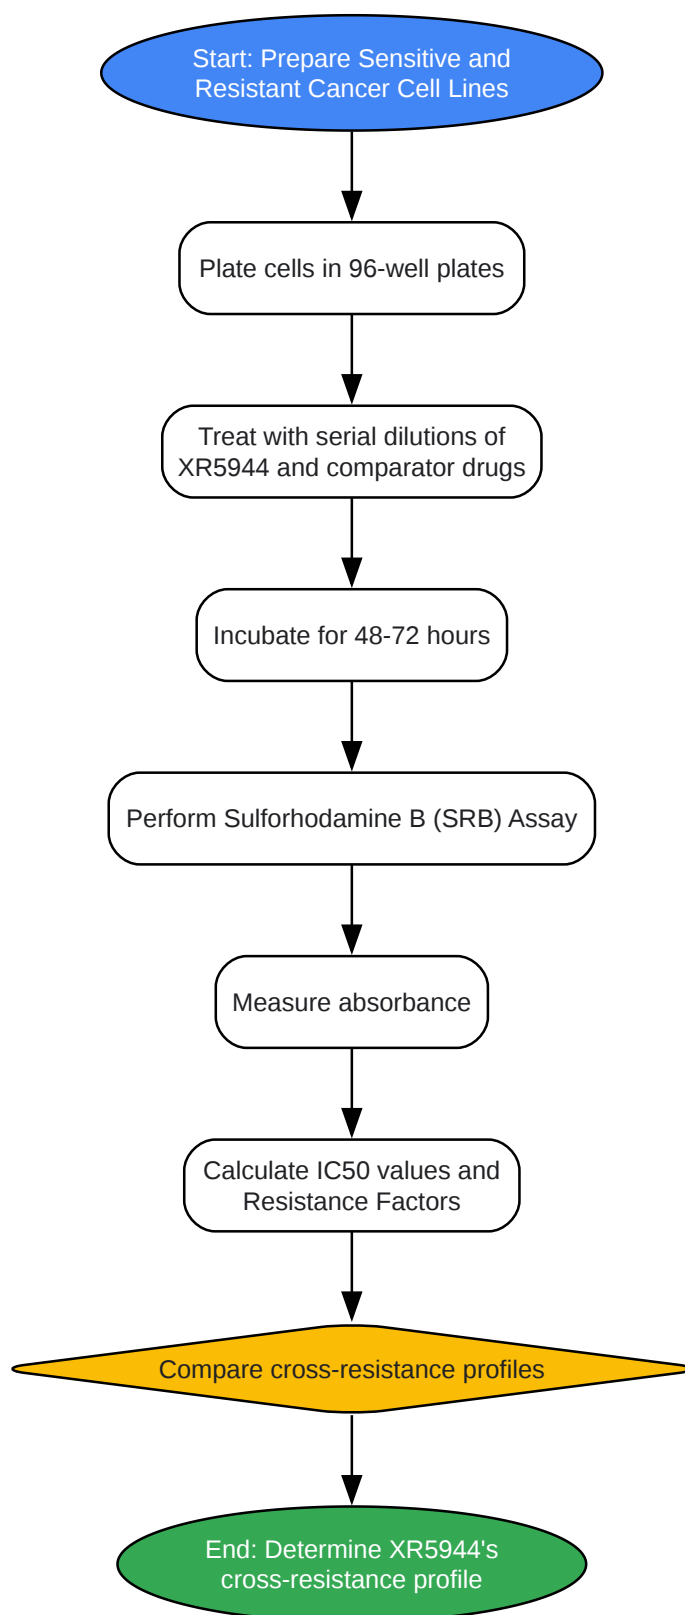 Start: Prepare Sensitive and
Resistant Cancer Cell Lines
Plate cells in 96-well plates
Treat with serial dilutions of
XR5944 and comparator drugs
Incubate for 48-72 hours
Perform Sulforhodamine B (SRB) Assay
Measure absorbance
Calculate IC50 values and
Resistance Factors
Compare cross-resistance profiles
End: Determine XR5944's
cross-resistance profile